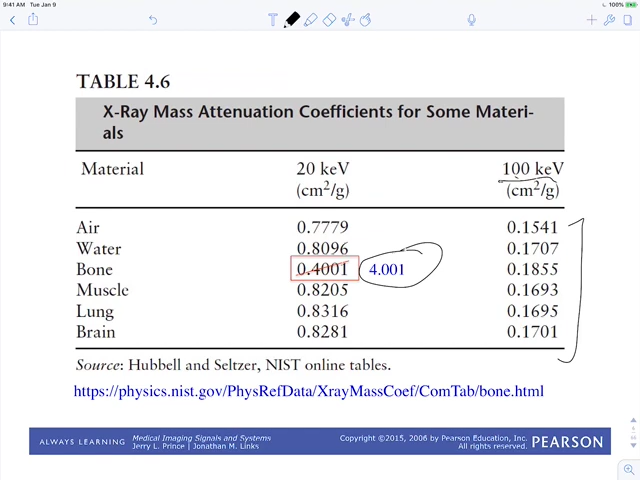 9:41 AM Tue Jan 9
100%
TABLE 4.6
X-Ray Mass Attenuation Coefficients for Some Materi-
als
Material 20 keV 100 keV
(cm²/g) (cm²/g)
Air 0.7779 0.1541
Water 0.8096 0.1707
Bone 0.4001 4.001 0.1855
Muscle 0.8205 0.1693
Lung 0.8316 0.1695
Brain 0.8281 0.1701
Source: Hubbell and Seltzer, NIST online tables.
https://physics.nist.gov/PhysRefData/XrayMassCoef/ComTab/bone.html
ALWAYS LEARNING
Medical Imaging Signals and Systems
Jerry L. Prince | Jonathan M. Links
Copyright ©2015, 2006 by Pearson Education, Inc.
All rights reserved.
PEARSON